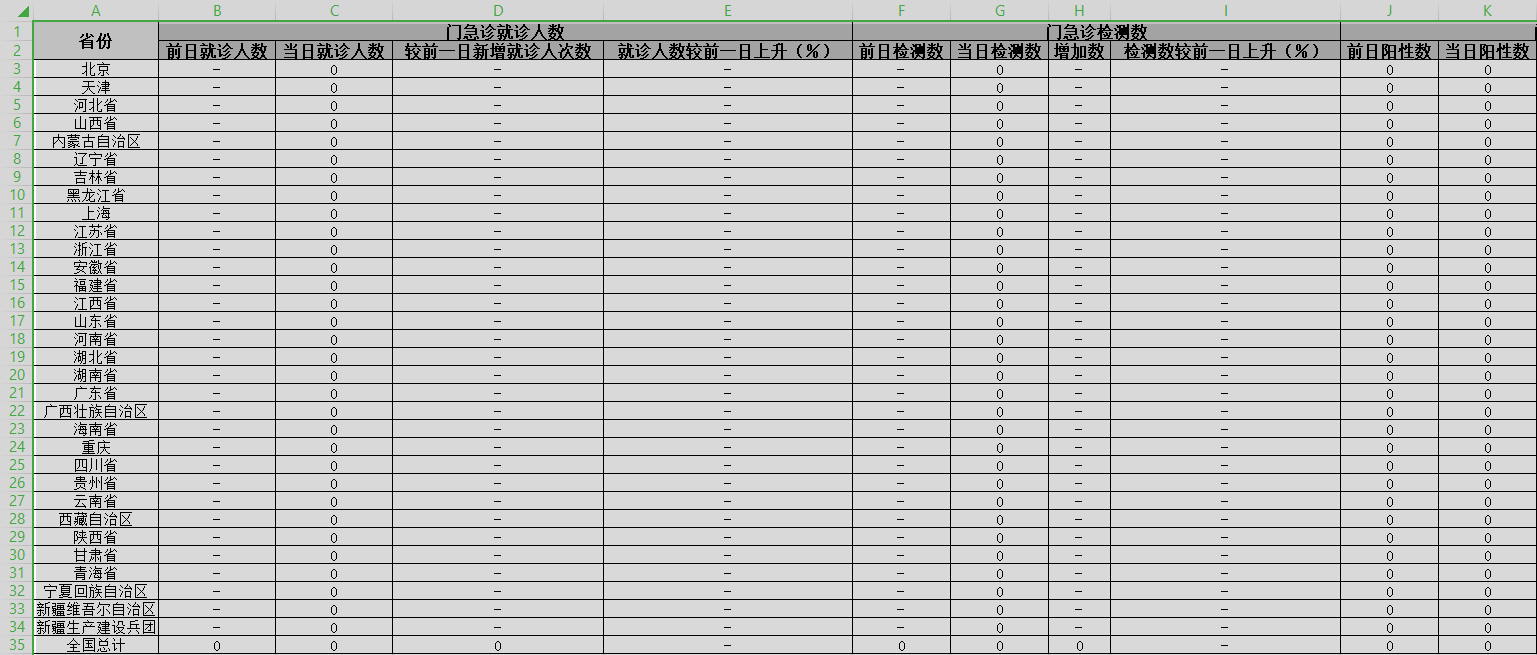 A B C D E F G H I J K
1 省份 门急诊就诊人数 门急诊检测数
2 前日就诊人数 当日就诊人数 较前一日新增就诊人次数 就诊人数较前一日上升（%） 前日检测数 当日检测数 增加数 检测数较前一日上升（%） 前日阳性数 当日阳性数
3 北京 — 0 — — — 0 — — 0 0
4 天津 — 0 — — — 0 — — 0 0
5 河北省 — 0 — — — 0 — — 0 0
6 山西省 — 0 — — — 0 — — 0 0
7 内蒙古自治区 — 0 — — — 0 — — 0 0
8 辽宁省 — 0 — — — 0 — — 0 0
9 吉林省 — 0 — — — 0 — — 0 0
10 黑龙江省 — 0 — — — 0 — — 0 0
11 上海 — 0 — — — 0 — — 0 0
12 江苏省 — 0 — — — 0 — — 0 0
13 浙江省 — 0 — — — 0 — — 0 0
14 安徽省 — 0 — — — 0 — — 0 0
15 福建省 — 0 — — — 0 — — 0 0
16 江西省 — 0 — — — 0 — — 0 0
17 山东省 — 0 — — — 0 — — 0 0
18 河南省 — 0 — — — 0 — — 0 0
19 湖北省 — 0 — — — 0 — — 0 0
20 湖南省 — 0 — — — 0 — — 0 0
21 广东省 — 0 — — — 0 — — 0 0
22 广西壮族自治区 — 0 — — — 0 — — 0 0
23 海南省 — 0 — — — 0 — — 0 0
24 重庆 — 0 — — — 0 — — 0 0
25 四川省 — 0 — — — 0 — — 0 0
26 贵州省 — 0 — — — 0 — — 0 0
27 云南省 — 0 — — — 0 — — 0 0
28 西藏自治区 — 0 — — — 0 — — 0 0
29 陕西省 — 0 — — — 0 — — 0 0
30 甘肃省 — 0 — — — 0 — — 0 0
31 青海省 — 0 — — — 0 — — 0 0
32 宁夏回族自治区 — 0 — — — 0 — — 0 0
33 新疆维吾尔自治区 — 0 — — — 0 — — 0 0
34 新疆生产建设兵团 — 0 — — — 0 — — 0 0
35 全国总计 0 0 0 — 0 0 0 — 0 0